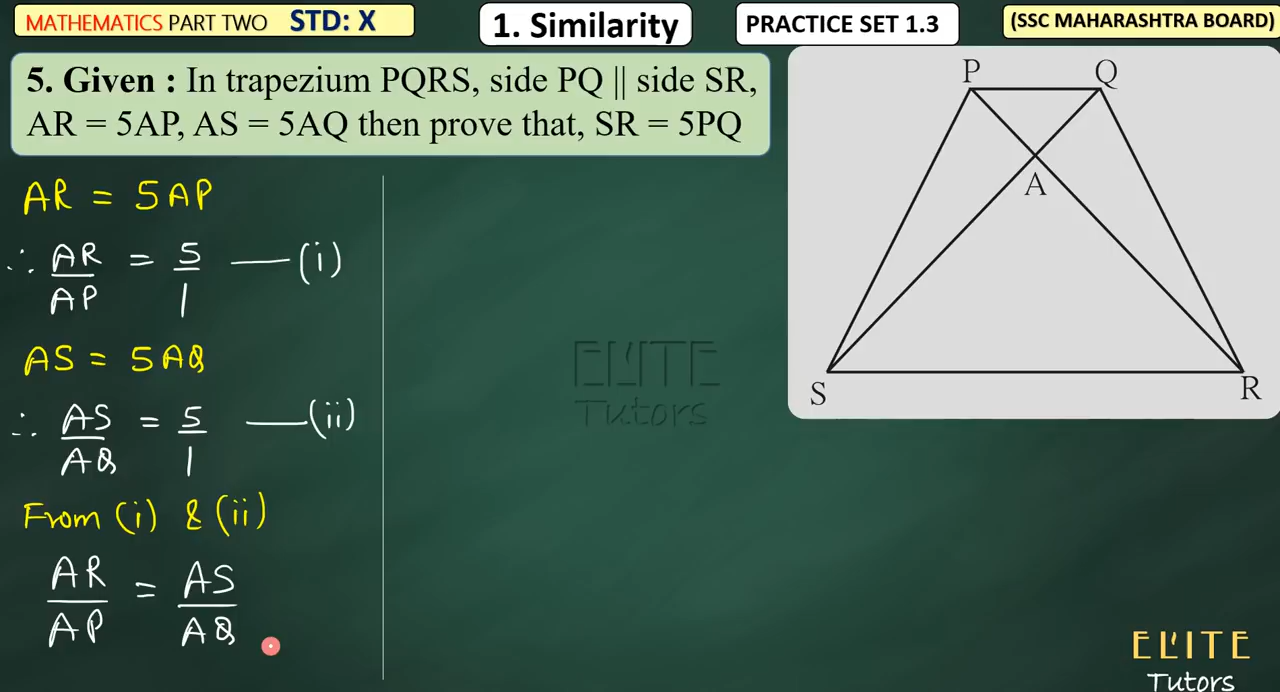 MATHEMATICS PART TWO STD: X
1. Similarity
PRACTICE SET 1.3
(SSC MAHARASHTRA BOARD)
5. Given : In trapezium PQRS, side PQ || side SR,
AR = 5AP, AS = 5AQ then prove that, SR = 5PQ
AR = 5AP
∴ AR/AP = 5/1 —(i)
AS = 5AQ
∴ AS/AQ = 5/1 —(ii)
From (i) & (ii)
AR/AP = AS/AQ
P Q
A
S R
ELITE
Tutors
ELITE
Tutors